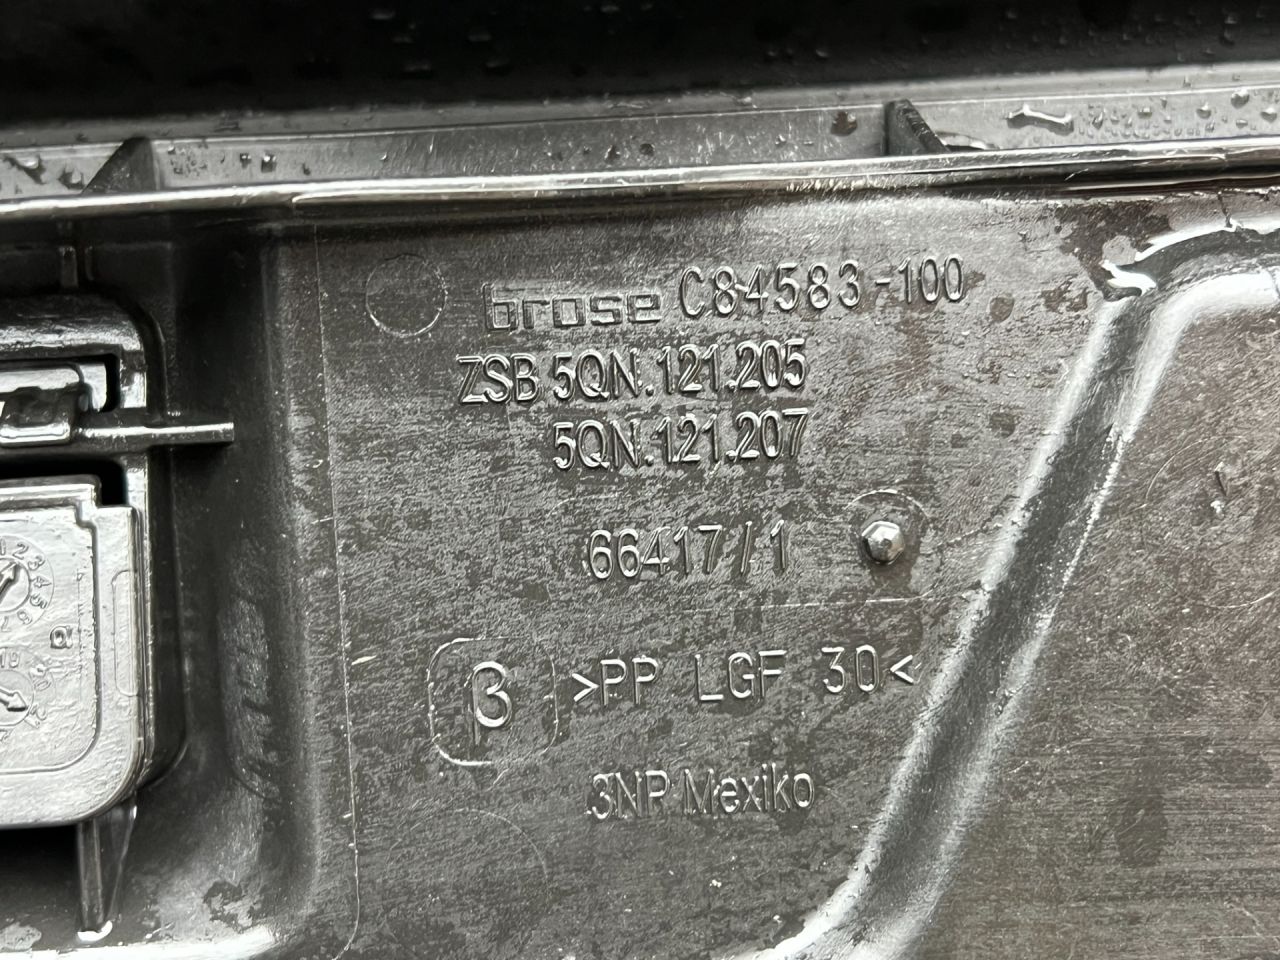 brose C84583-100
ZSB 5QN.121.205
5QN.121.207
66417/1
β >PP LGF 30<
3NP Mexiko